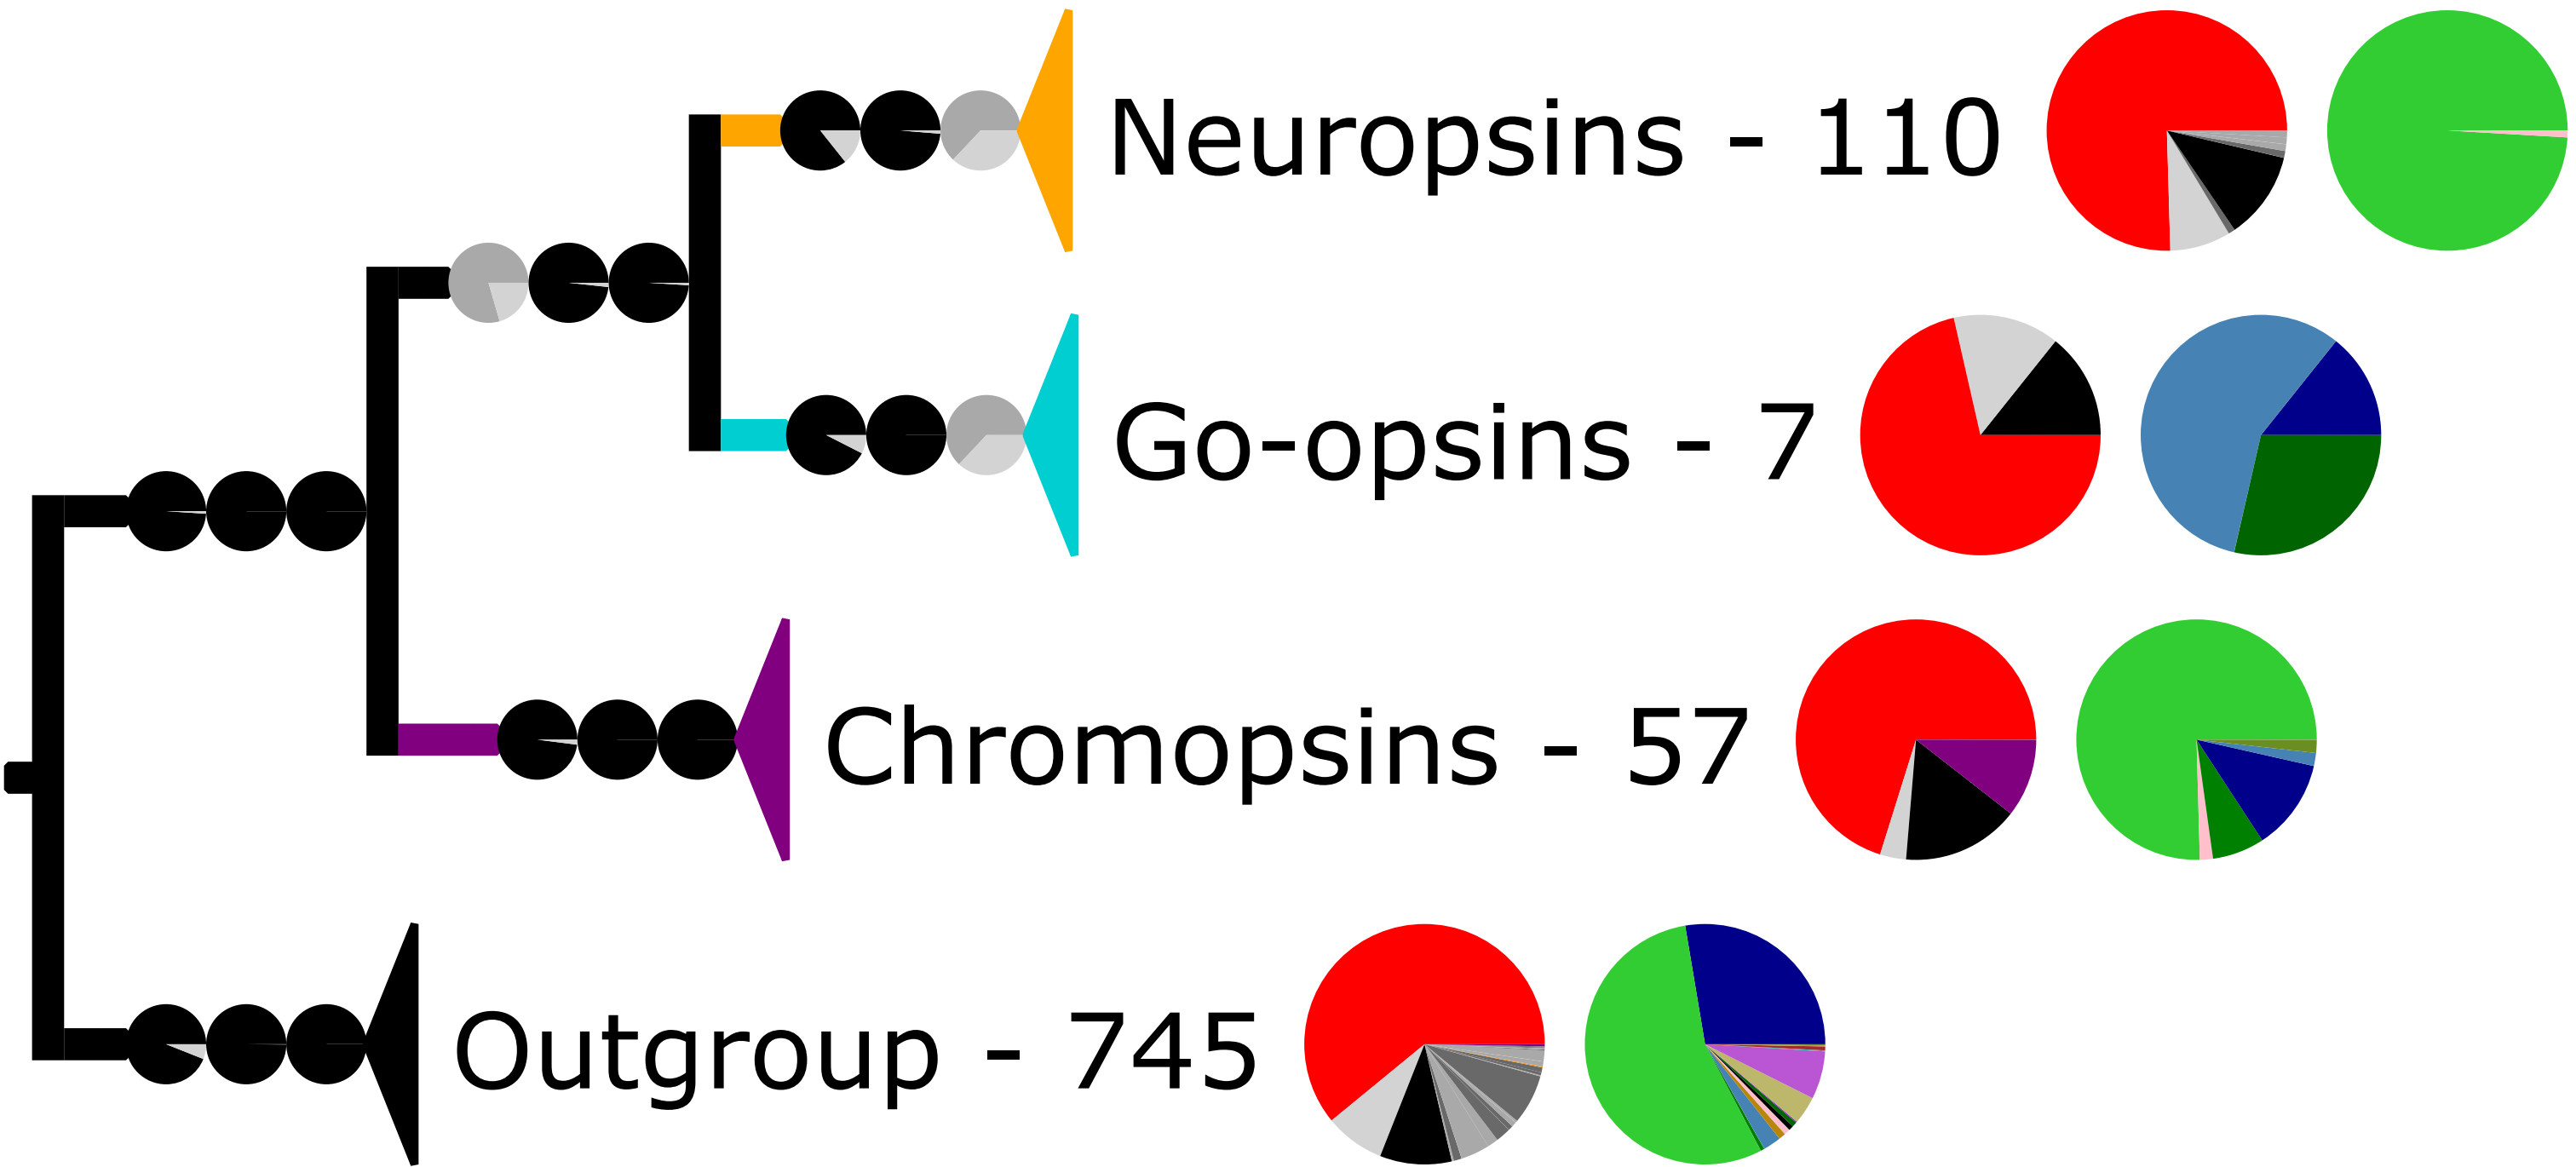 Neuropsins - 110
Go-opsins - 7
Chromopsins - 57
Outgroup - 745